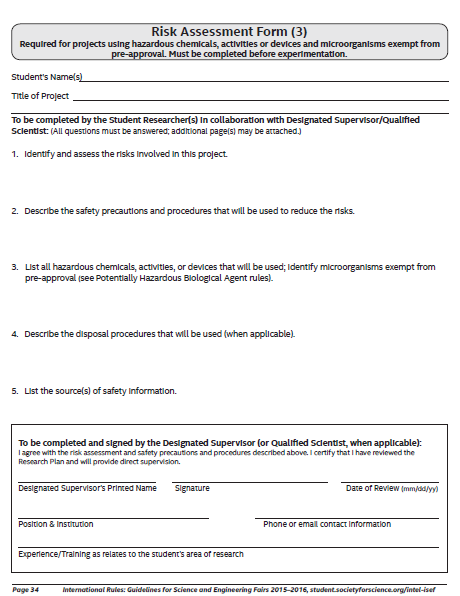 Risk Assessment Form (3)
Required for projects using hazardous chemicals, activities or devices and microorganisms exempt from
pre-approval. Must be completed before experimentation.
Student's Name(s)
Title of Project
To be completed by the Student Researcher(s) in collaboration with Designated Supervisor/Qualified
Scientist: (All questions must be answered; additional page(s) may be attached.)
1. Identify and assess the risks involved in this project.
2. Describe the safety precautions and procedures that will be used to reduce the risks.
3. List all hazardous chemicals, activities, or devices that will be used; identify microorganisms exempt from
pre-approval (see Potentially Hazardous Biological Agent rules).
4. Describe the disposal procedures that will be used (when applicable).
5. List the source(s) of safety information.
To be completed and signed by the Designated Supervisor (or Qualified Scientist, when applicable):
I agree with the risk assessment and safety precautions and procedures described above. I certify that I have reviewed the
Research Plan and will provide direct supervision.
Designated Supervisor's Printed Name Signature Date of Review (mm/dd/yy)
Position & Institution Phone or email contact information
Experience/Training as relates to the student's area of research
Page 34 International Rules: Guidelines for Science and Engineering Fairs 2015–2016, student.societyforscience.org/intel-isef